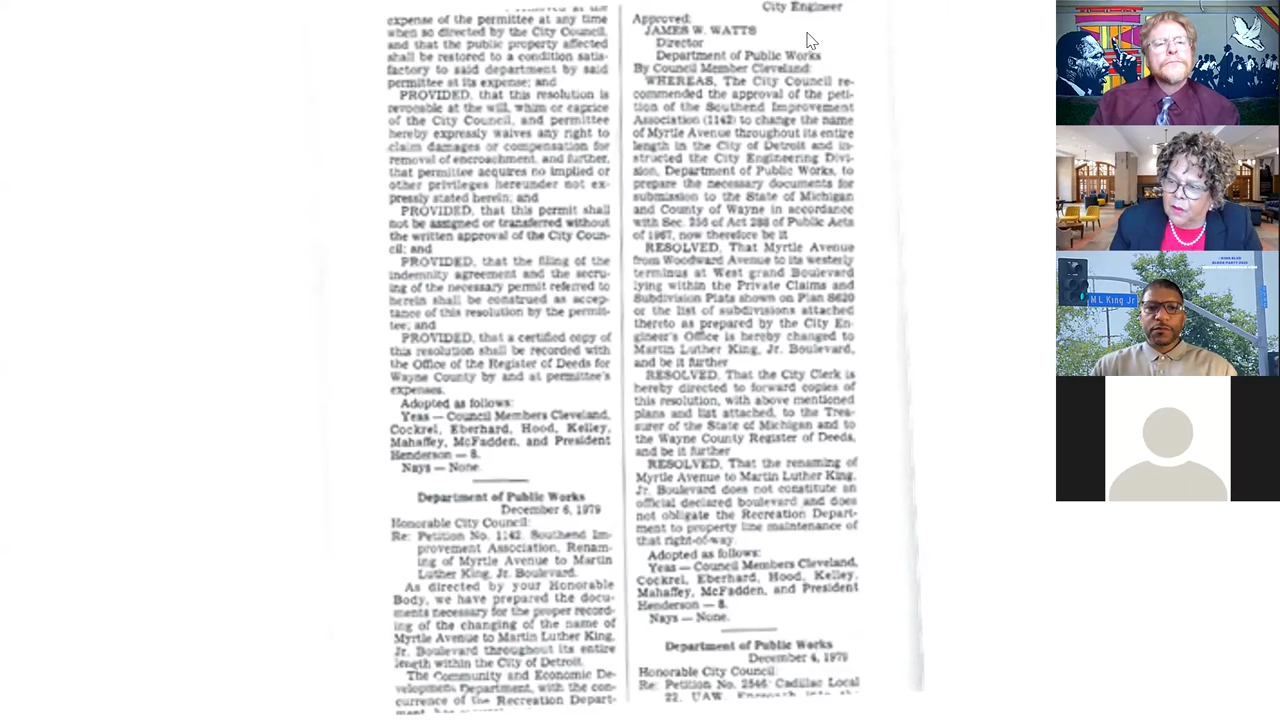 expense of the permittee at any time
when so directed by the City Council,
and that the public property affected
shall be restored to a condition satis-
factory to said department by said
permittee at its expense; and
PROVIDED, that this resolution is
revocable at the will, whim or caprice
of the City Council, and permittee
hereby expressly waives any right to
claim damages or compensation for
removal of encroachment, and further,
that permittee acquires no implied or
other privileges hereunder not ex-
pressly stated herein; and
PROVIDED, that this permit shall
not be assigned or transferred without
the written approval of the City Coun-
cil; and
PROVIDED, that the filing of the
indemnity agreement and the secur-
ing of the necessary permit referred to
herein shall be construed as accep-
tance of this resolution by the permit-
tee; and
PROVIDED, that a certified copy of
this resolution shall be recorded with
the Office of the Register of Deeds for
Wayne County by and at permittee's
expenses.
Adopted as follows:
Yeas — Council Members Cleveland,
Cockrel, Eberhard, Hood, Kelley,
Mahaffey, McFadden, and President
Henderson — 8.
Nays — None.
Department of Public Works
December 6, 1979
Honorable City Council:
Re: Petition No. 1142. Southend Im-
provement Association, Renam-
ing of Myrtle Avenue to Martin
Luther King, Jr. Boulevard.
As directed by your Honorable
Body, we have prepared the docu-
ments necessary for the proper record-
ing of the changing of the name of
Myrtle Avenue to Martin Luther King,
Jr. Boulevard throughout its entire
length within the City of Detroit.
The Community and Economic De-
velopment Department, with the con-
currence of the Recreation Depart-
City Engineer
Approved:
JAMES W. WATTS
Director
Department of Public Works
By Council Member Cleveland:
WHEREAS, The City Council re-
commended the approval of the peti-
tion of the Southend Improvement
Association (1142) to change the name
of Myrtle Avenue throughout its entire
length in the City of Detroit and in-
structed the City Engineering Divi-
sion, Department of Public Works, to
prepare the necessary documents for
submission to the State of Michigan
and County of Wayne in accordance
with Sec. 256 of Act 288 of Public Acts
of 1967, now therefore be it
RESOLVED, That Myrtle Avenue
from Woodward Avenue to its westerly
terminus at West grand Boulevard
lying within the Private Claims and
Subdivision Plats shown on Plan 8620
or the list of subdivisions attached
thereto as prepared by the City En-
gineer's Office is hereby changed to
Martin Luther King, Jr. Boulevard,
and be it further
RESOLVED, That the City Clerk is
hereby directed to forward copies of
this resolution, with above mentioned
plans and list attached, to the Trea-
surer of the State of Michigan and to
the Wayne County Register of Deeds,
and be it further
RESOLVED, That the renaming of
Myrtle Avenue to Martin Luther King,
Jr. Boulevard does not constitute an
official declared boulevard and does
not obligate the Recreation Depart-
ment to property line maintenance of
that right-of-way.
Adopted as follows:
Yeas — Council Members Cleveland,
Cockrel, Eberhard, Hood, Kelley,
Mahaffey, McFadden, and President
Henderson — 8.
Nays — None.
Department of Public Works
December 4, 1979
Honorable City Council:
Re: Petition No. 2546. Cadillac Local
22, UAW,
M L King Jr
BLOCK PARTY